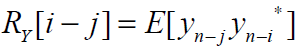 R_Y[i − j] = E[y_{n−j} y_{n−i}^*]